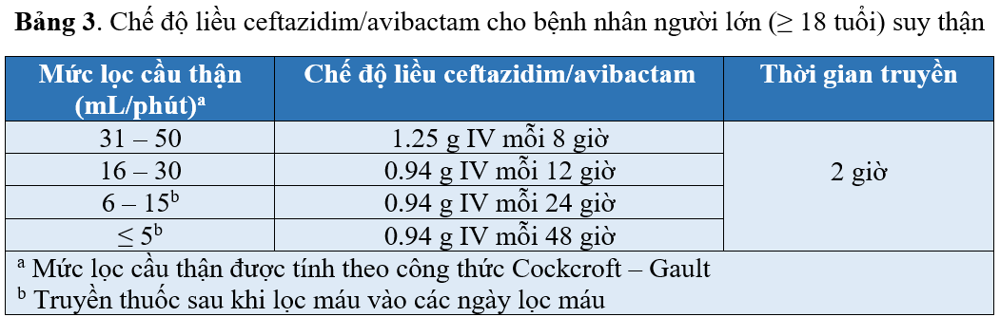 Bảng 3. Chế độ liều ceftazidim/avibactam cho bệnh nhân người lớn (≥ 18 tuổi) suy thận
Mức lọc cầu thận (mL/phút)ᵃ Chế độ liều ceftazidim/avibactam Thời gian truyền
31 – 50 1.25 g IV mỗi 8 giờ 2 giờ
16 – 30 0.94 g IV mỗi 12 giờ
6 – 15ᵇ 0.94 g IV mỗi 24 giờ
≤ 5ᵇ 0.94 g IV mỗi 48 giờ
ᵃ Mức lọc cầu thận được tính theo công thức Cockcroft – Gault
ᵇ Truyền thuốc sau khi lọc máu vào các ngày lọc máu